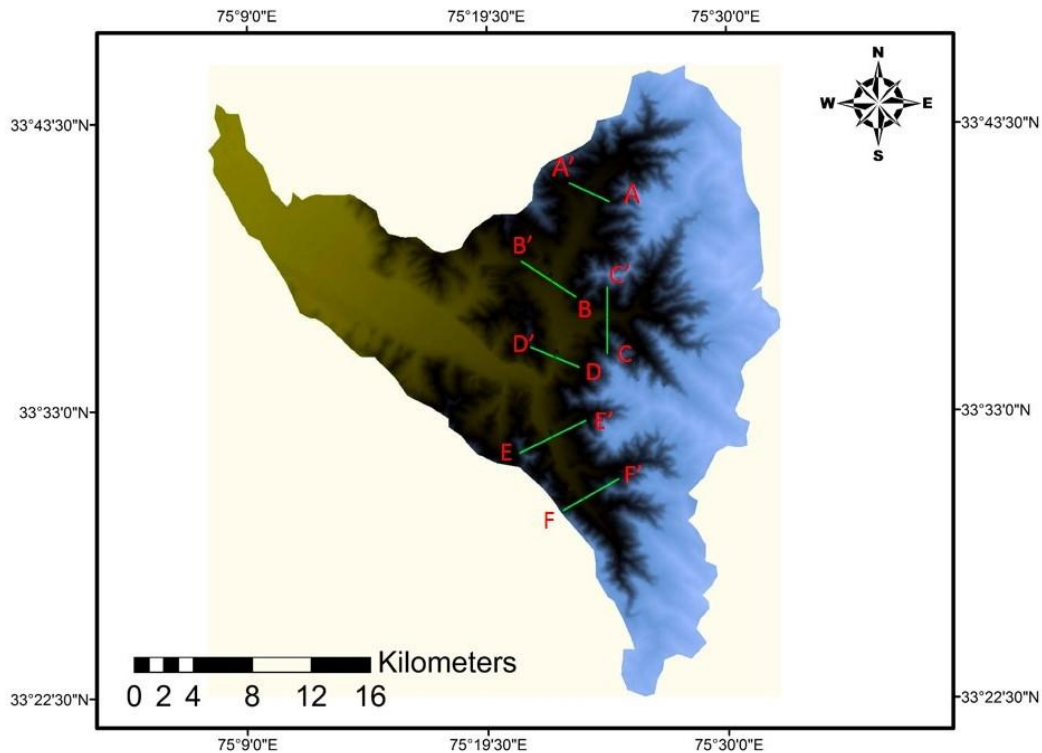 75°9'0"E 75°19'30"E 75°30'0"E
N
W E
S
33°43'30"N 33°43'30"N
A'
A
B'
C'
B
D'
C
D
33°33'0"N 33°33'0"N
E'
E
F'
F
Kilometers
0 2 4 8 12 16
33°22'30"N 33°22'30"N
75°9'0"E 75°19'30"E 75°30'0"E